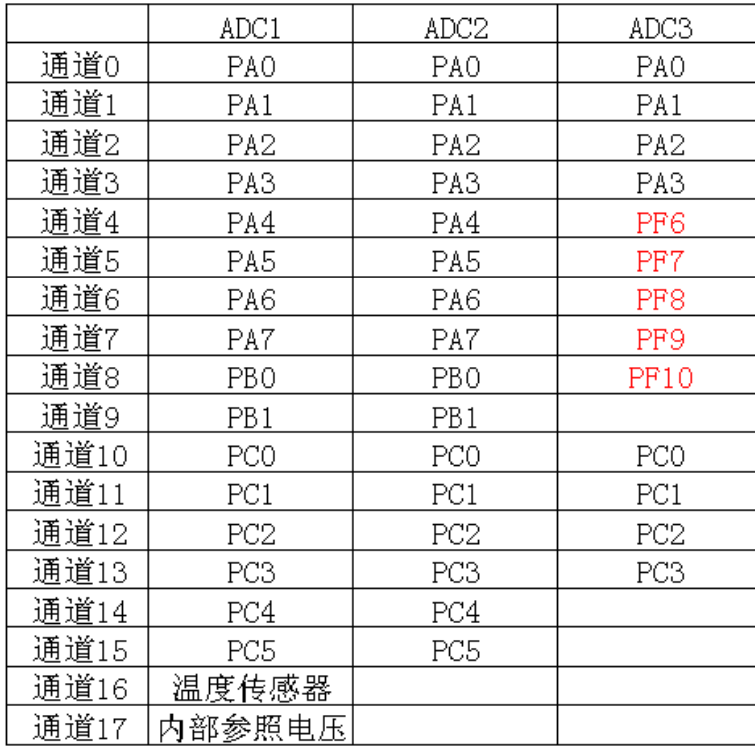 ADC1 ADC2 ADC3
通道0 PA0 PA0 PA0
通道1 PA1 PA1 PA1
通道2 PA2 PA2 PA2
通道3 PA3 PA3 PA3
通道4 PA4 PA4 PF6
通道5 PA5 PA5 PF7
通道6 PA6 PA6 PF8
通道7 PA7 PA7 PF9
通道8 PB0 PB0 PF10
通道9 PB1 PB1
通道10 PC0 PC0 PC0
通道11 PC1 PC1 PC1
通道12 PC2 PC2 PC2
通道13 PC3 PC3 PC3
通道14 PC4 PC4
通道15 PC5 PC5
通道16 温度传感器
通道17 内部参照电压